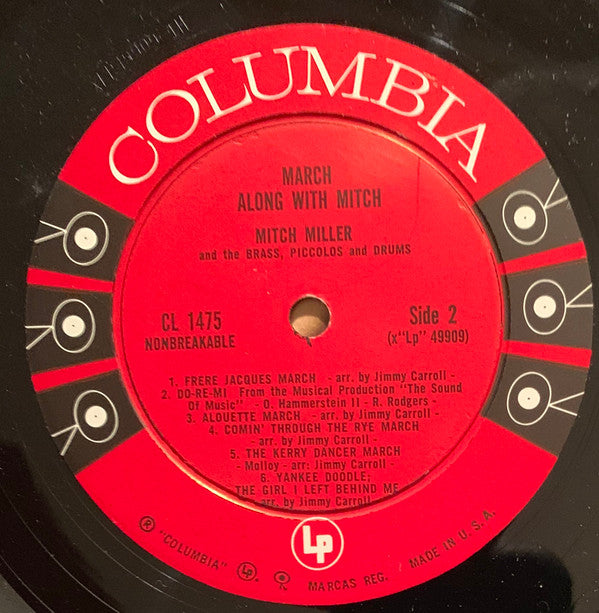 COLUMBIA
MARCH
ALONG WITH MITCH
MITCH MILLER
and the BRASS, PICCOLOS and DRUMS
CL 1475
NONBREAKABLE
Side 2
(x"Lp" 49909)
1. FRERE JACQUES MARCH - arr. by Jimmy Carroll -
2. DO-RE-MI From the Musical Production "The Sound
Of Music" - O. Hammerstein II - R. Rodgers -
3. ALOUETTE MARCH - arr. by Jimmy Carroll -
4. COMIN' THROUGH THE RYE MARCH
- arr. by Jimmy Carroll -
5. THE KERRY DANCER MARCH
- Molloy - arr: Jimmy Carroll -
6. YANKEE DOODLE;
THE GIRL I LEFT BEHIND ME
- arr. by Jimmy Carroll -
Lp
® "COLUMBIA" MARCAS REG. MADE IN U. S. A.